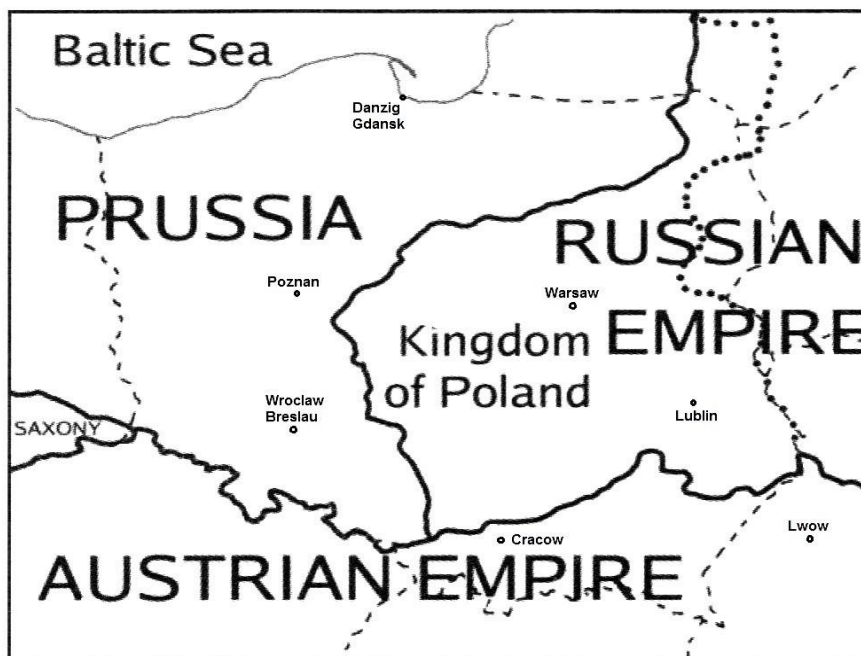 Baltic Sea
Danzig
Gdansk
PRUSSIA
RUSSIAN
EMPIRE
Poznan
Warsaw
Kingdom
of Poland
Wroclaw
Breslau
Lublin
SAXONY
Lwow
Cracow
AUSTRIAN EMPIRE